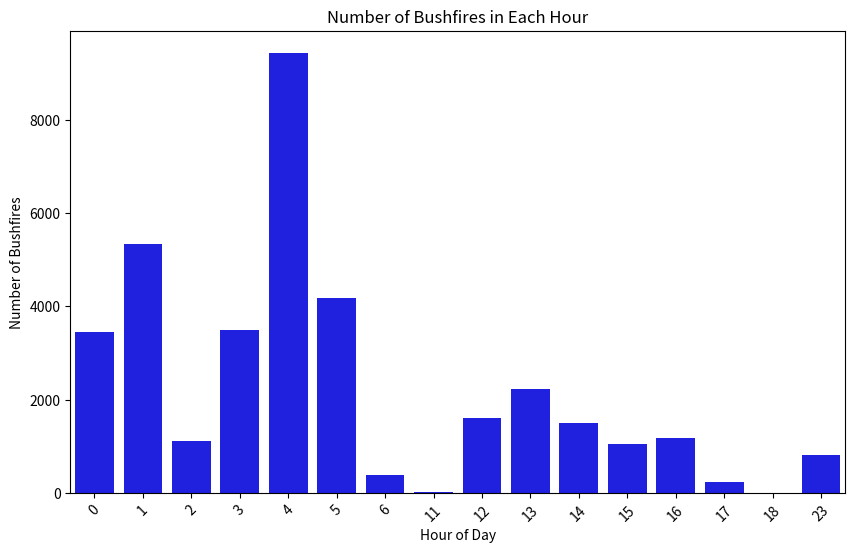 Number of Bushfires in Each Hour
Number of Bushfires
8000
6000
4000
2000
0
0 1 2 3 4 5 6 11 12 13 14 15 16 17 18 23
Hour of Day